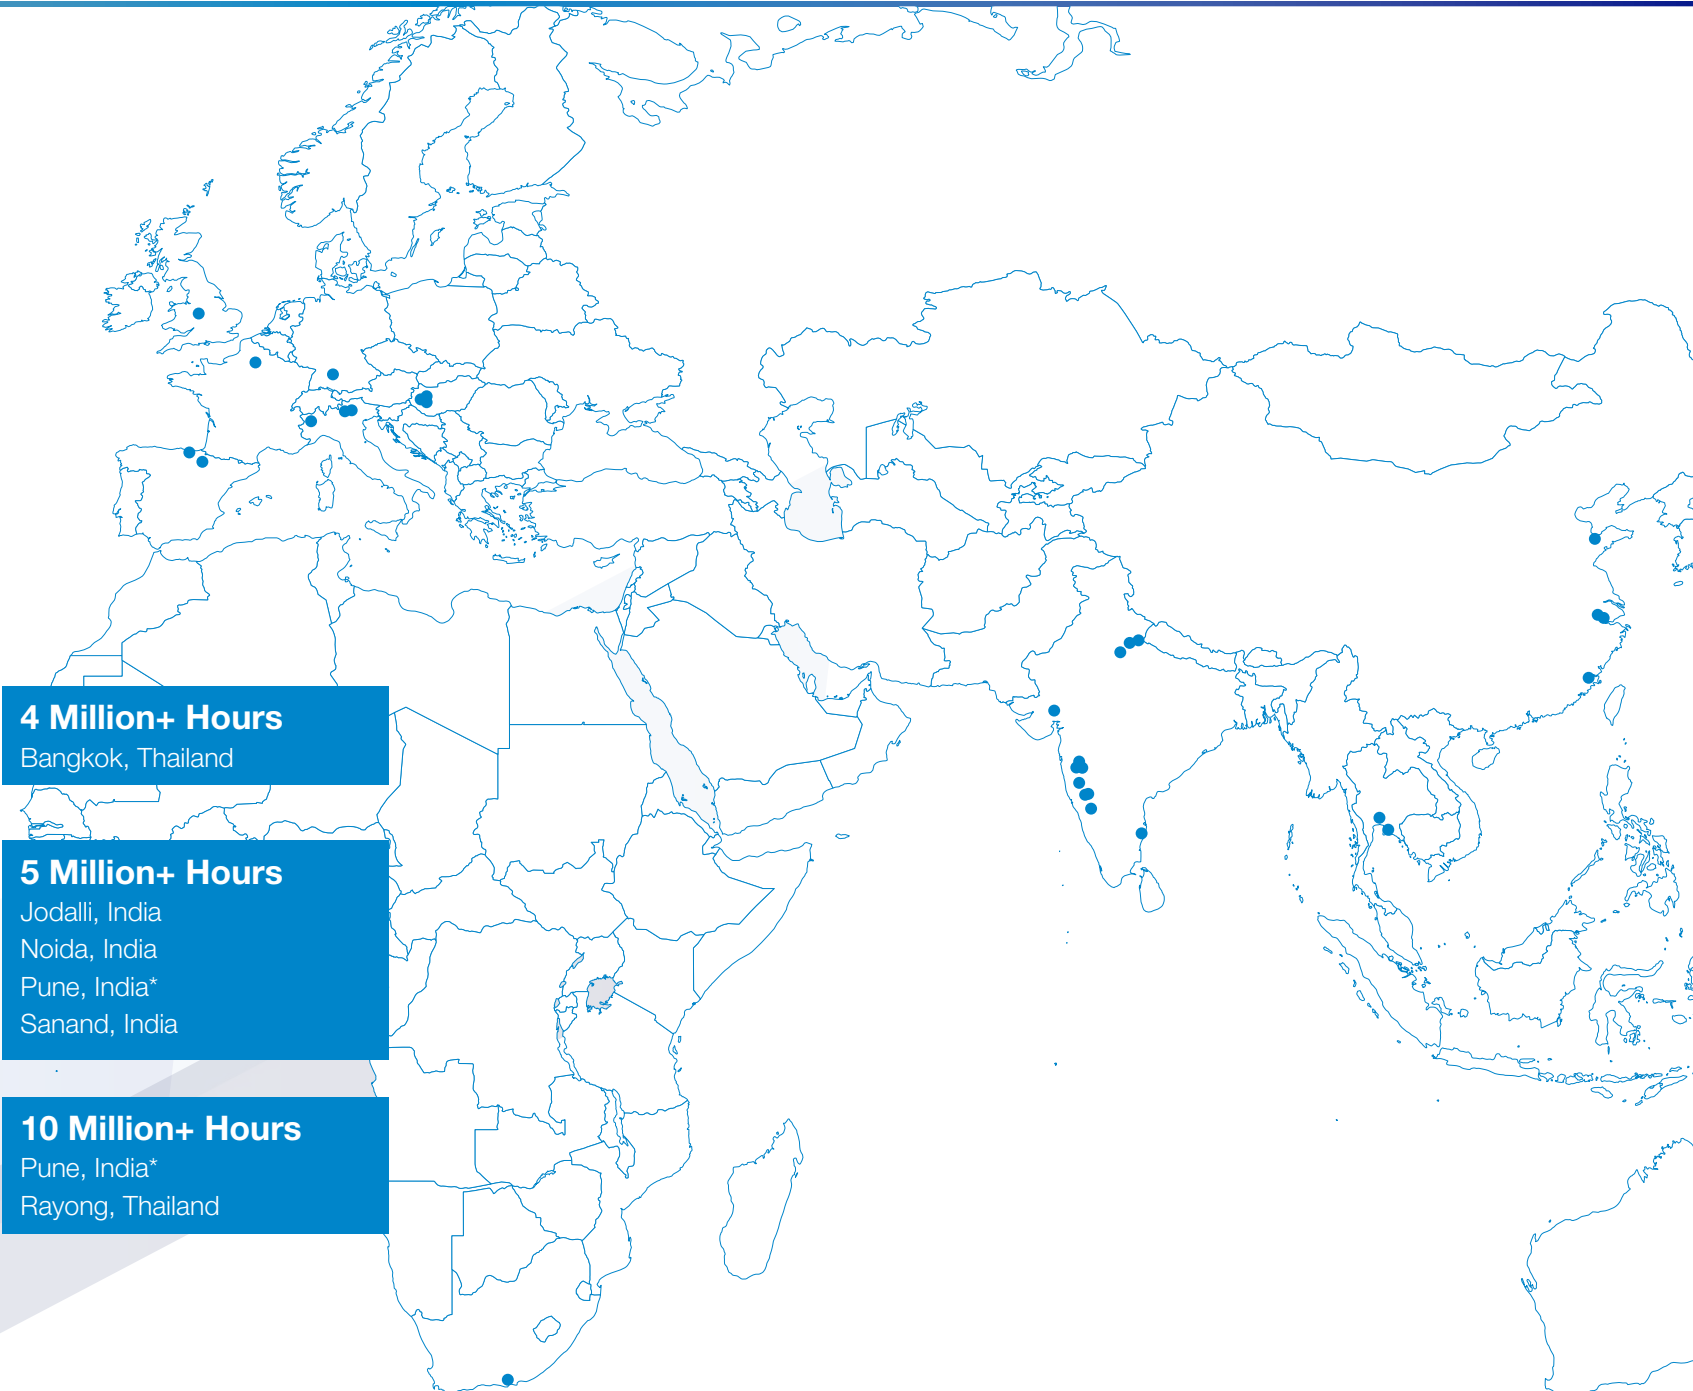 4 Million+ Hours
Bangkok, Thailand
5 Million+ Hours
Jodalli, India
Noida, India
Pune, India*
Sanand, India
10 Million+ Hours
Pune, India*
Rayong, Thailand